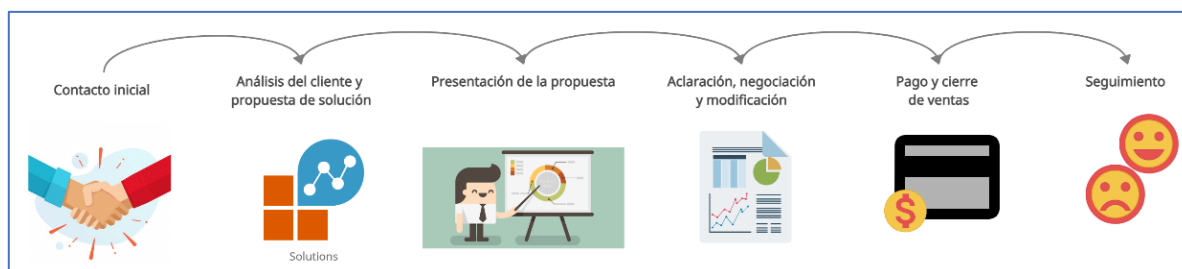 Contacto inicial
Análisis del cliente y
propuesta de solución
Presentación de la propuesta
Aclaración, negociación
y modificación
Pago y cierre
de ventas
Seguimiento
Solutions
$